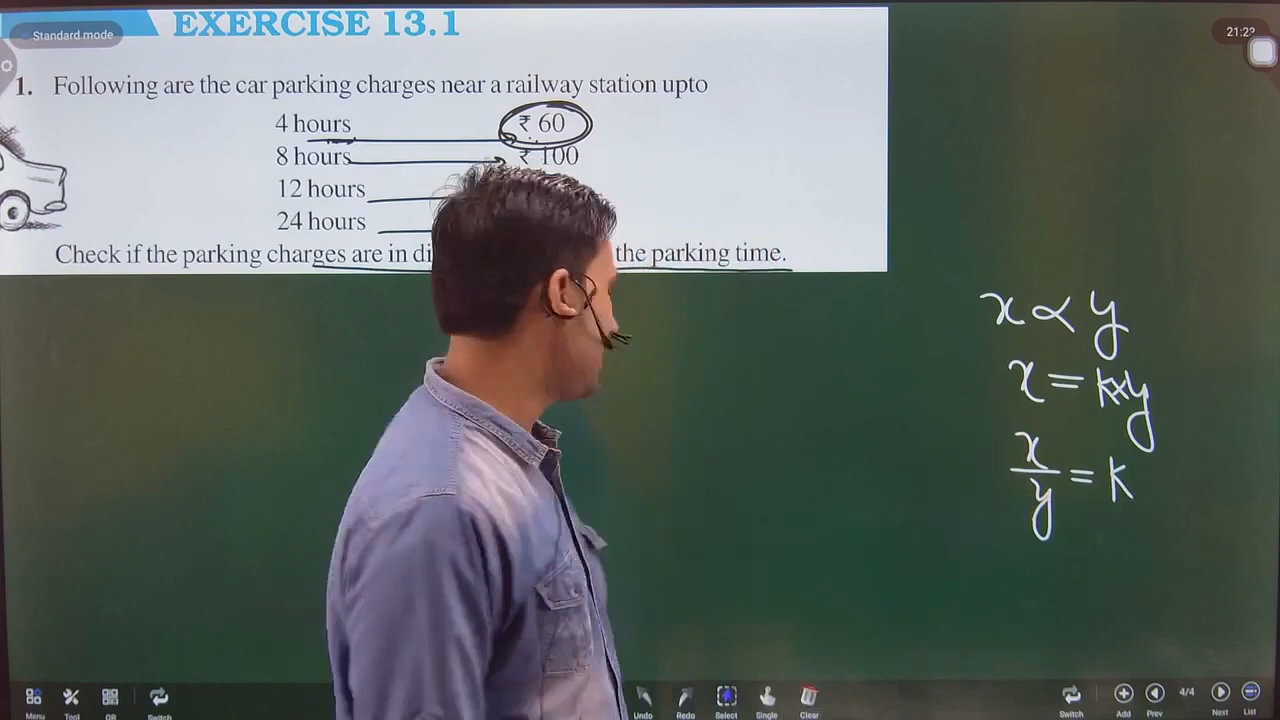 Standard mode
EXERCISE 13.1
21:2
1. Following are the car parking charges near a railway station upto
4 hours ₹ 60
8 hours ₹ 100
12 hours
24 hours
Check if the parking charges are in di the parking time.
x ∝ y
x = k×y
x/y = k
Menu Tool QR Switch Undo Redo Select Single Clear Switch Add Prev 4/4 Next List